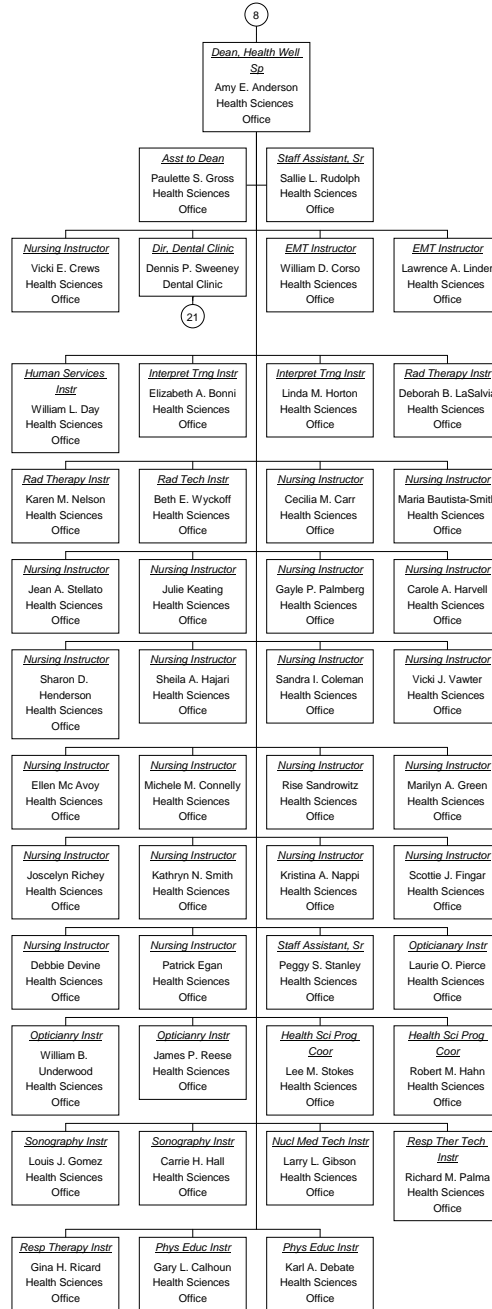 8
Dean, Health Well
Sp
Amy E. Anderson
Health Sciences
Office
Asst to Dean
Paulette S. Gross
Health Sciences
Office
Staff Assistant, Sr
Sallie L. Rudolph
Health Sciences
Office
Nursing Instructor
Vicki E. Crews
Health Sciences
Office
Dir, Dental Clinic
Dennis P. Sweeney
Dental Clinic
21
EMT Instructor
William D. Corso
Health Sciences
Office
EMT Instructor
Lawrence A. Linder
Health Sciences
Office
Human Services
Instr
William L. Day
Health Sciences
Office
Interpret Trng Instr
Elizabeth A. Bonni
Health Sciences
Office
Interpret Trng Instr
Linda M. Horton
Health Sciences
Office
Rad Therapy Instr
Deborah B. LaSalvia
Health Sciences
Office
Rad Therapy Instr
Karen M. Nelson
Health Sciences
Office
Rad Tech Instr
Beth E. Wyckoff
Health Sciences
Office
Nursing Instructor
Cecilia M. Carr
Health Sciences
Office
Nursing Instructor
Maria Bautista-Smith
Health Sciences
Office
Nursing Instructor
Jean A. Stellato
Health Sciences
Office
Nursing Instructor
Julie Keating
Health Sciences
Office
Nursing Instructor
Gayle P. Palmberg
Health Sciences
Office
Nursing Instructor
Carole A. Harvell
Health Sciences
Office
Nursing Instructor
Sharon D.
Henderson
Health Sciences
Office
Nursing Instructor
Sheila A. Hajari
Health Sciences
Office
Nursing Instructor
Sandra I. Coleman
Health Sciences
Office
Nursing Instructor
Vicki J. Vawter
Health Sciences
Office
Nursing Instructor
Ellen Mc Avoy
Health Sciences
Office
Nursing Instructor
Michele M. Connelly
Health Sciences
Office
Nursing Instructor
Rise Sandrowitz
Health Sciences
Office
Nursing Instructor
Marilyn A. Green
Health Sciences
Office
Nursing Instructor
Joscelyn Richey
Health Sciences
Office
Nursing Instructor
Kathryn N. Smith
Health Sciences
Office
Nursing Instructor
Kristina A. Nappi
Health Sciences
Office
Nursing Instructor
Scottie J. Fingar
Health Sciences
Office
Nursing Instructor
Debbie Devine
Health Sciences
Office
Nursing Instructor
Patrick Egan
Health Sciences
Office
Staff Assistant, Sr
Peggy S. Stanley
Health Sciences
Office
Opticianary Instr
Laurie O. Pierce
Health Sciences
Office
Opticianry Instr
William B.
Underwood
Health Sciences
Office
Opticianry Instr
James P. Reese
Health Sciences
Office
Health Sci Prog
Coor
Lee M. Stokes
Health Sciences
Office
Health Sci Prog
Coor
Robert M. Hahn
Health Sciences
Office
Sonography Instr
Louis J. Gomez
Health Sciences
Office
Sonography Instr
Carrie H. Hall
Health Sciences
Office
Nucl Med Tech Instr
Larry L. Gibson
Health Sciences
Office
Resp Ther Tech
Instr
Richard M. Palma
Health Sciences
Office
Resp Therapy Instr
Gina H. Ricard
Health Sciences
Office
Phys Educ Instr
Gary L. Calhoun
Health Sciences
Office
Phys Educ Instr
Karl A. Debate
Health Sciences
Office